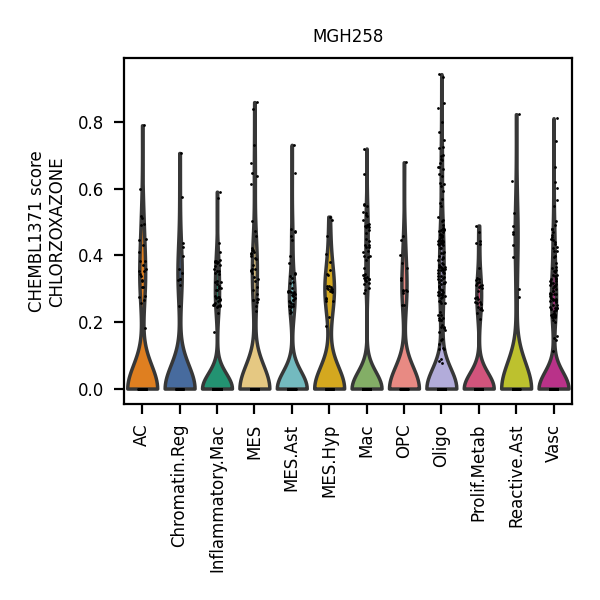 MGH258
CHEMBL1371 score
CHLORZOXAZONE
0.8
0.6
0.4
0.2
0.0
AC
Chromatin.Reg
Inflammatory.Mac
MES
MES.Ast
MES.Hyp
Mac
OPC
Oligo
Prolif.Metab
Reactive.Ast
Vasc